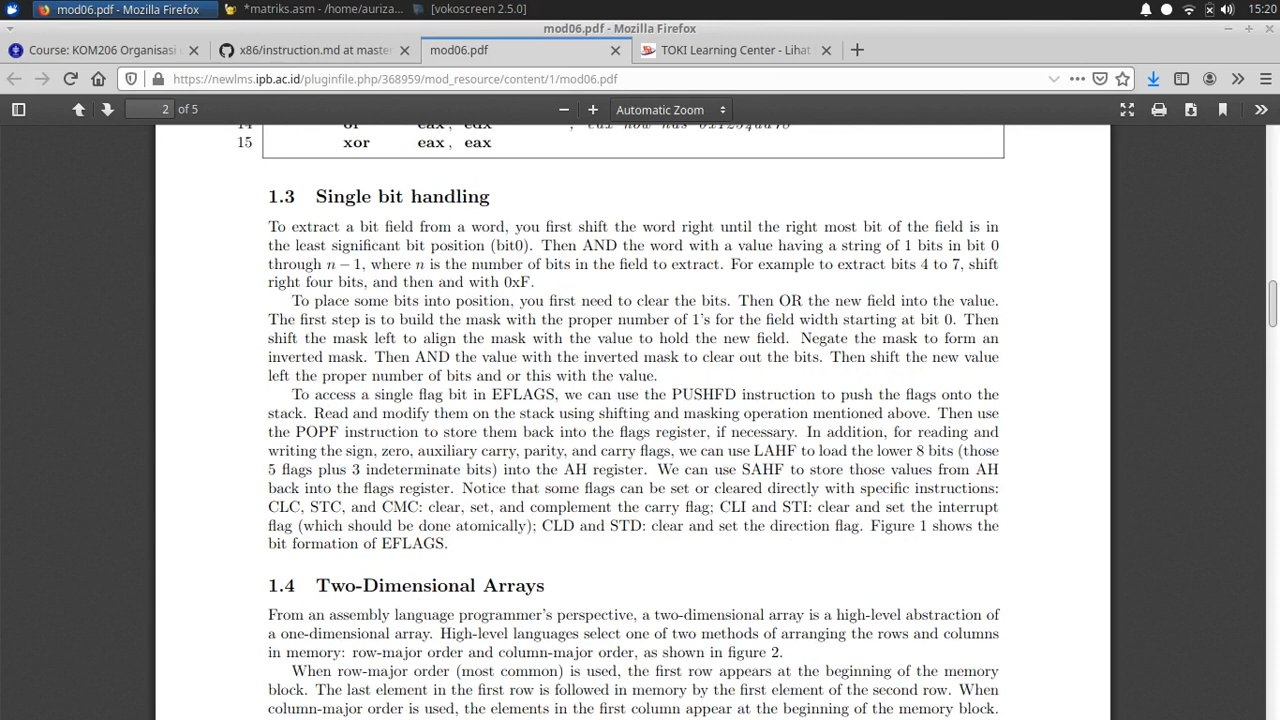 mod06.pdf - Mozilla Firefox
*matriks.asm - /home/auriza...
[vokoscreen 2.5.0]
15:20
mod06.pdf - Mozilla Firefox
Course: KOM206 Organisasi
x86/instruction.md at master
mod06.pdf
TOKI Learning Center - Lihat
https://newlms.ipb.ac.id/pluginfile.php/368959/mod_resource/content/1/mod06.pdf
2 of 5
Automatic Zoom
15 xor eax, eax
1.3 Single bit handling
To extract a bit field from a word, you first shift the word right until the right most bit of the field is in
the least significant bit position (bit0). Then AND the word with a value having a string of 1 bits in bit 0
through n − 1, where n is the number of bits in the field to extract. For example to extract bits 4 to 7, shift
right four bits, and then and with 0xF.
To place some bits into position, you first need to clear the bits. Then OR the new field into the value.
The first step is to build the mask with the proper number of 1's for the field width starting at bit 0. Then
shift the mask left to align the mask with the value to hold the new field. Negate the mask to form an
inverted mask. Then AND the value with the inverted mask to clear out the bits. Then shift the new value
left the proper number of bits and or this with the value.
To access a single flag bit in EFLAGS, we can use the PUSHFD instruction to push the flags onto the
stack. Read and modify them on the stack using shifting and masking operation mentioned above. Then use
the POPF instruction to store them back into the flags register, if necessary. In addition, for reading and
writing the sign, zero, auxiliary carry, parity, and carry flags, we can use LAHF to load the lower 8 bits (those
5 flags plus 3 indeterminate bits) into the AH register. We can use SAHF to store those values from AH
back into the flags register. Notice that some flags can be set or cleared directly with specific instructions:
CLC, STC, and CMC: clear, set, and complement the carry flag; CLI and STI: clear and set the interrupt
flag (which should be done atomically); CLD and STD: clear and set the direction flag. Figure 1 shows the
bit formation of EFLAGS.
1.4 Two-Dimensional Arrays
From an assembly language programmer's perspective, a two-dimensional array is a high-level abstraction of
a one-dimensional array. High-level languages select one of two methods of arranging the rows and columns
in memory: row-major order and column-major order, as shown in figure 2.
When row-major order (most common) is used, the first row appears at the beginning of the memory
block. The last element in the first row is followed in memory by the first element of the second row. When
column-major order is used, the elements in the first column appear at the beginning of the memory block.